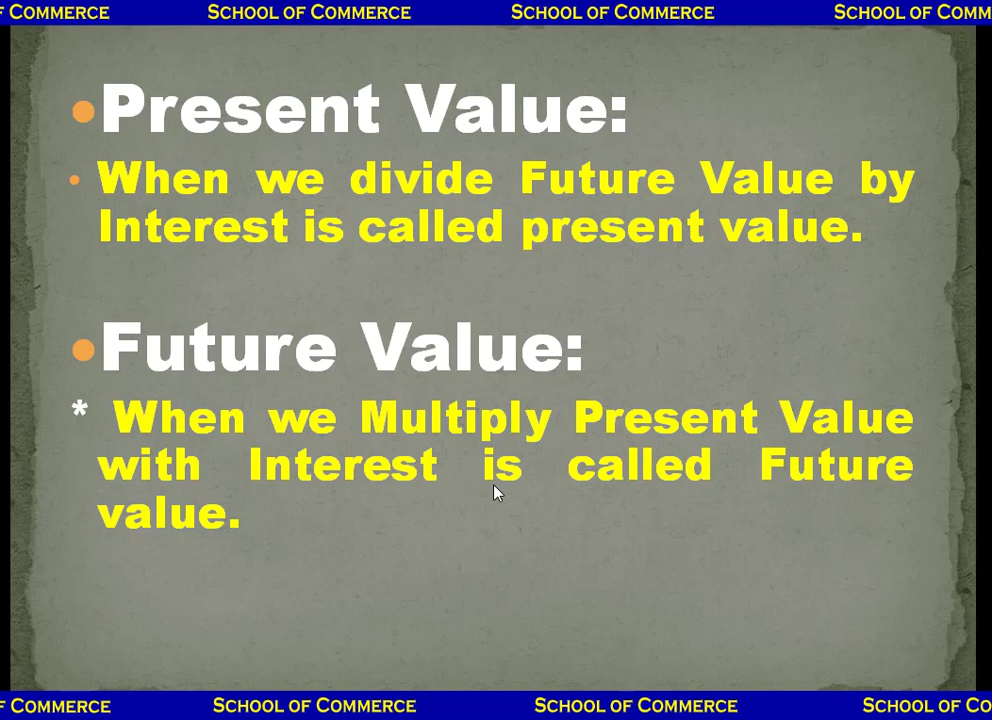 F COMMERCE SCHOOL OF COMMERCE SCHOOL OF COMMERCE SCHOOL OF COMM
•Present Value:
• When we divide Future Value by
Interest is called present value.
•Future Value:
* When we Multiply Present Value
with Interest is called Future
value.
F COMMERCE SCHOOL OF COMMERCE SCHOOL OF COMMERCE SCHOOL OF CO